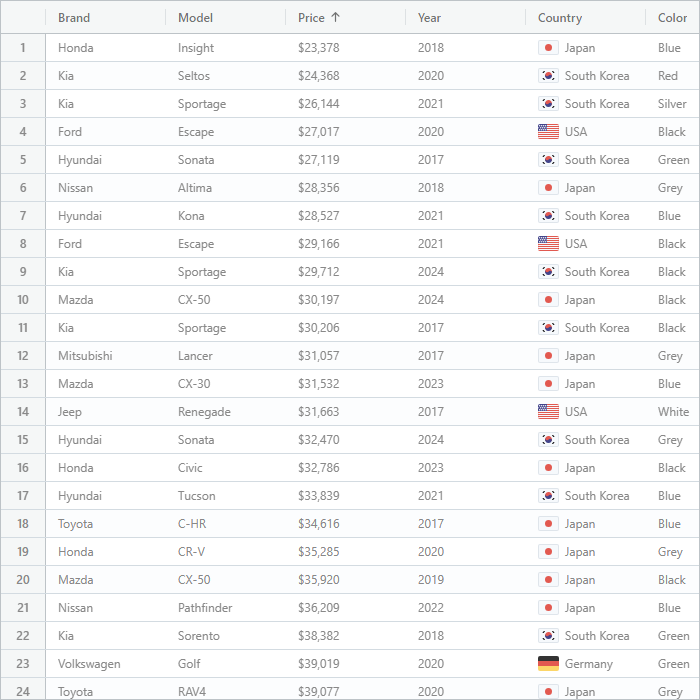 Brand Model Price ↑ Year Country Color
1 Honda Insight $23,378 2018 Japan Blue
2 Kia Seltos $24,368 2020 South Korea Red
3 Kia Sportage $26,144 2021 South Korea Silver
4 Ford Escape $27,017 2020 USA Black
5 Hyundai Sonata $27,119 2017 South Korea Green
6 Nissan Altima $28,356 2018 Japan Grey
7 Hyundai Kona $28,527 2021 South Korea Blue
8 Ford Escape $29,166 2021 USA Black
9 Kia Sportage $29,712 2024 South Korea Black
10 Mazda CX-50 $30,197 2024 Japan Black
11 Kia Sportage $30,206 2017 South Korea Black
12 Mitsubishi Lancer $31,057 2017 Japan Grey
13 Mazda CX-30 $31,532 2023 Japan Blue
14 Jeep Renegade $31,663 2017 USA White
15 Hyundai Sonata $32,470 2024 South Korea Grey
16 Honda Civic $32,786 2023 Japan Black
17 Hyundai Tucson $33,839 2021 South Korea Blue
18 Toyota C-HR $34,616 2017 Japan Blue
19 Honda CR-V $35,285 2020 Japan Grey
20 Mazda CX-50 $35,920 2019 Japan Black
21 Nissan Pathfinder $36,209 2022 Japan Blue
22 Kia Sorento $38,382 2018 South Korea Green
23 Volkswagen Golf $39,019 2020 Germany Green
24 Toyota RAV4 $39,077 2020 Japan Grey